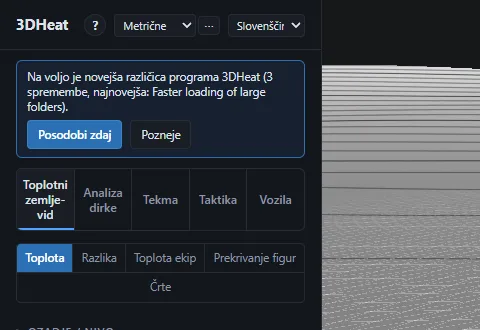 3DHeat ? Metrične ... Slovenščin
Na voljo je novejša različica programa 3DHeat (3
spremembe, najnovejša: Faster loading of large
folders).
Posodobi zdaj Pozneje
Toplotni
zemlje-
vid
Analiza
dirke
Tekma Taktika Vozila
Toplota Razlika Toplota ekip Prekrivanje figur
Črte